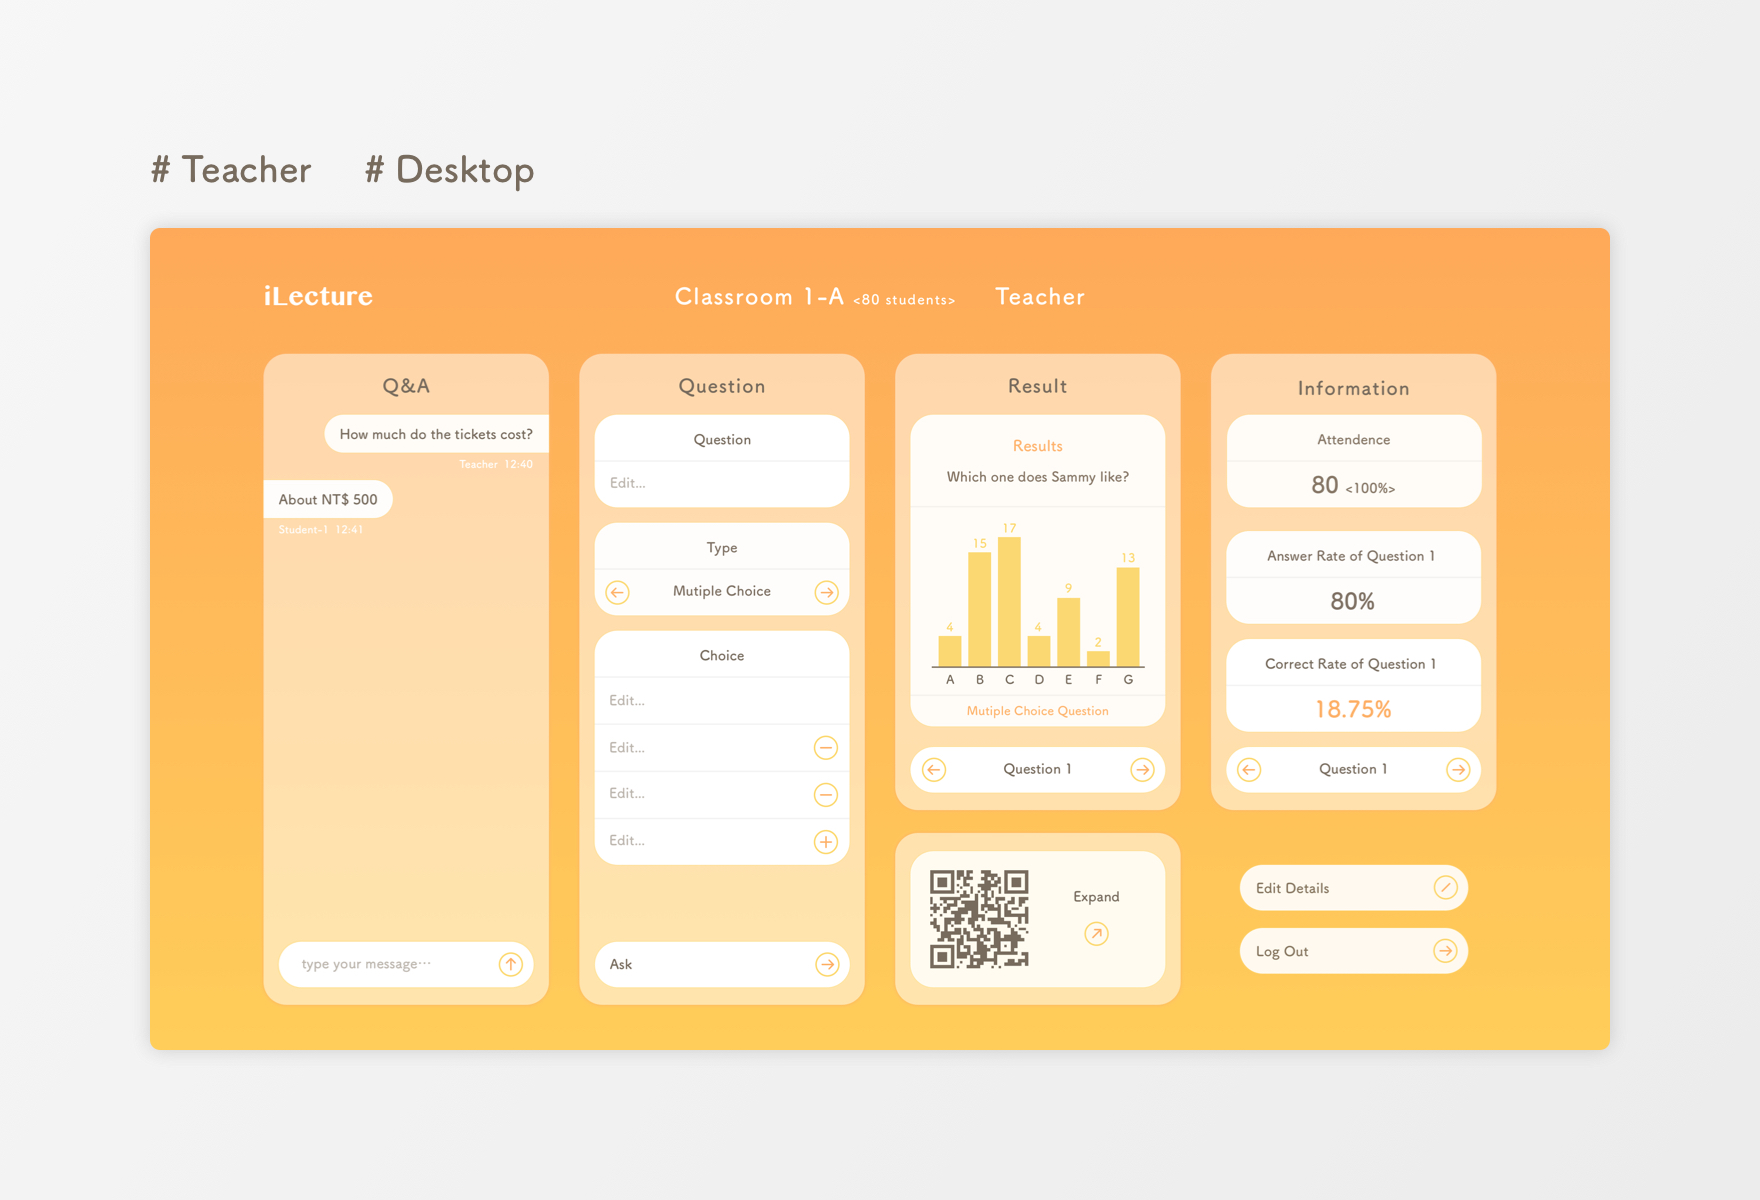 # Teacher # Desktop
iLecture
Classroom 1-A <80 students> Teacher
Q&A
How much do the tickets cost?
Teacher 12:40
About NT$ 500
Student-1 12:41
type your message···
Question
Question
Edit...
Type
Mutiple Choice
Choice
Edit...
Edit...
Edit...
Edit...
Ask
Result
Results
Which one does Sammy like?
4 15 17 4 9 2 13
A B C D E F G
Mutiple Choice Question
Question 1
Expand
Information
Attendence
80 <100%>
Answer Rate of Question 1
80%
Correct Rate of Question 1
18.75%
Question 1
Edit Details
Log Out